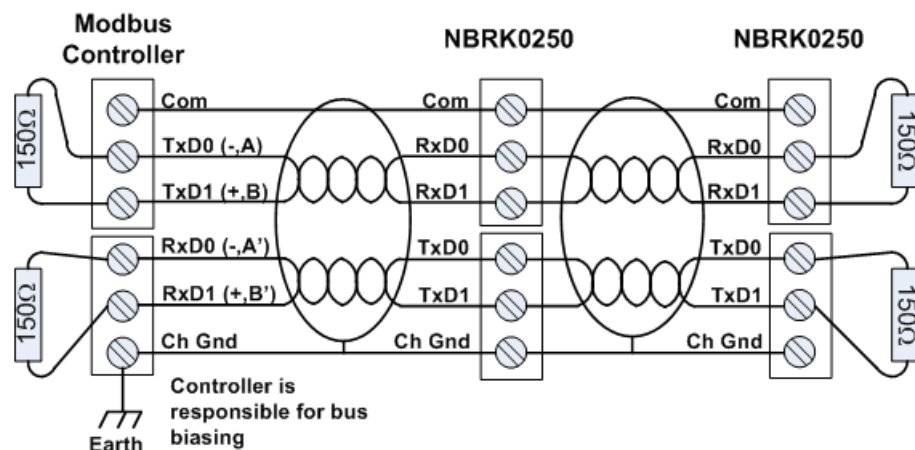 Modbus
Controller
NBRK0250
NBRK0250
Com
Com
Com
150Ω
TxD0 (-,A)
RxD0
RxD0
150Ω
TxD1 (+,B)
RxD1
RxD1
RxD0 (-,A')
TxD0
TxD0
150Ω
RxD1 (+,B')
TxD1
TxD1
150Ω
Ch Gnd
Ch Gnd
Ch Gnd
Controller is
responsible for bus
biasing
Earth